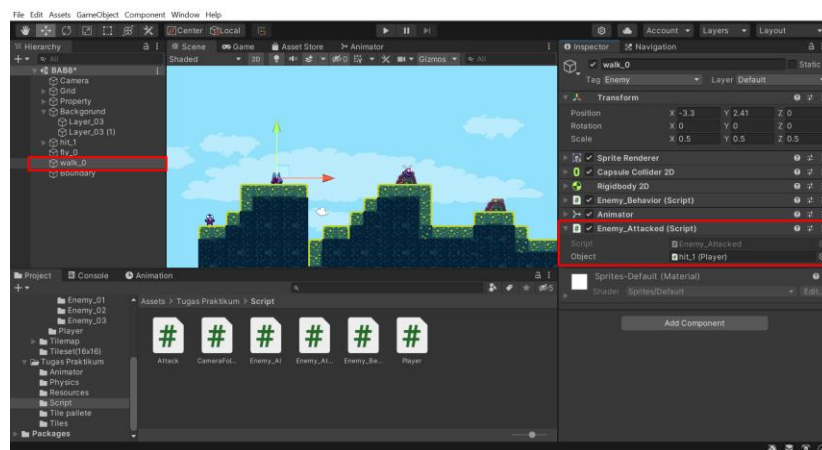 File Edit Assets GameObject Component Window Help
Center Local Account Layers Layout
Hierarchy
All
BAB8*
Camera
Grid
Property
Backgorund
Layer_03
Layer_03 (1)
hit_1
fly_0
walk_0
Boundary
Scene Game Asset Store Animator
Shaded 2D 0 Gizmos All
Inspector Navigation
walk_0 Static
Tag Enemy Layer Default
Transform
Position X -3.3 Y 2.41 Z 0
Rotation X 0 Y 0 Z 0
Scale X 0.5 Y 0.5 Z 0.5
Sprite Renderer
Capsule Collider 2D
Rigidbody 2D
Enemy_Behavior (Script)
Animator
Enemy_Attacked (Script)
Script Enemy_Attacked
Object hit_1 (Player)
Sprites-Default (Material)
Shader Sprites/Default Edit..
Add Component
Project Console Animation
5
Enemy_01
Enemy_02
Enemy_03
Player
Tilemap
Tileset(16x16)
Tugas Praktikum
Animator
Physics
Resources
Script
Tile pallete
Tiles
Packages
Assets > Tugas Praktikum > Script
Attack CameraFol... Enemy_AI Enemy_At... Enemy_Be... Player